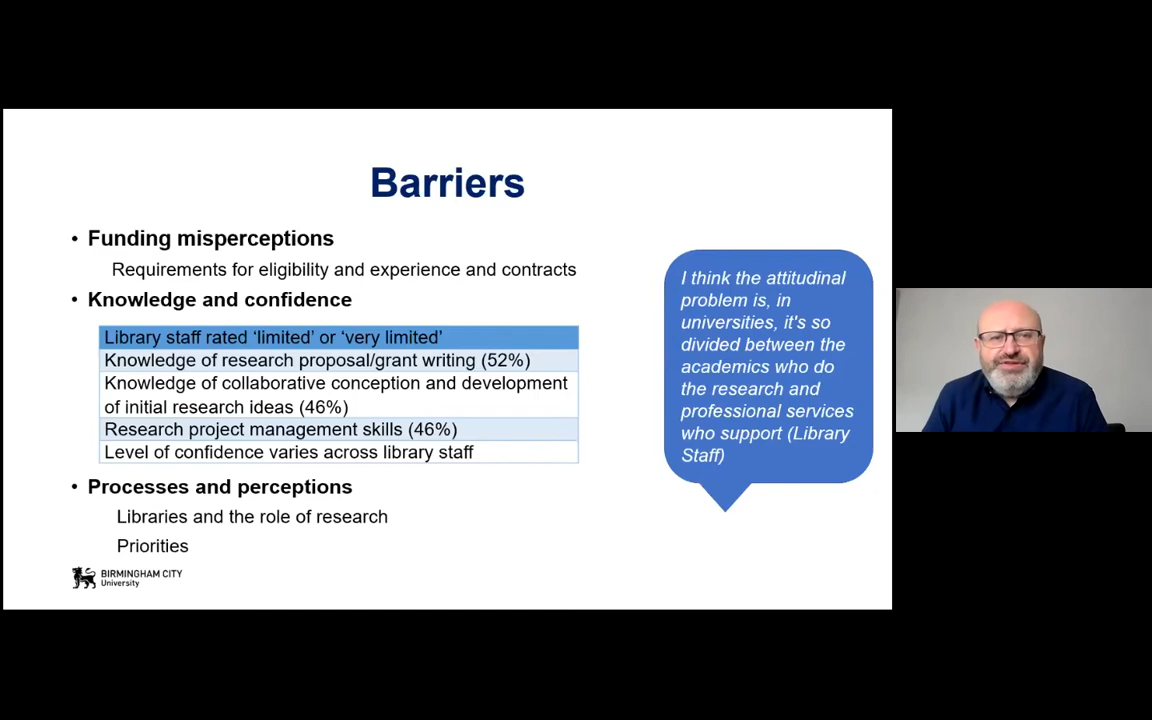 Barriers
• Funding misperceptions
Requirements for eligibility and experience and contracts
• Knowledge and confidence
Library staff rated ‘limited’ or ‘very limited’
Knowledge of research proposal/grant writing (52%)
Knowledge of collaborative conception and development
of initial research ideas (46%)
Research project management skills (46%)
Level of confidence varies across library staff
• Processes and perceptions
Libraries and the role of research
Priorities
BIRMINGHAM CITY
University
I think the attitudinal
problem is, in
universities, it's so
divided between the
academics who do
the research and
professional services
who support (Library
Staff)